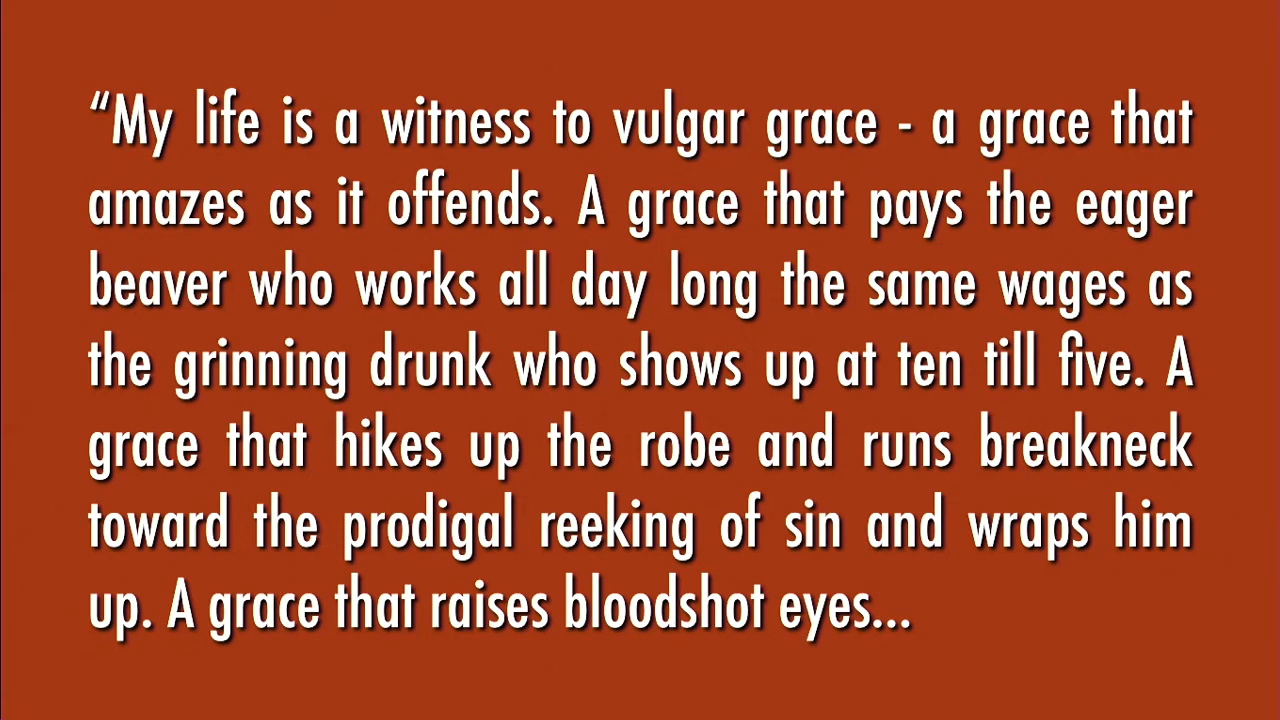 “My life is a witness to vulgar grace - a grace that
amazes as it offends. A grace that pays the eager
beaver who works all day long the same wages as
the grinning drunk who shows up at ten till five. A
grace that hikes up the robe and runs breakneck
toward the prodigal reeking of sin and wraps him
up. A grace that raises bloodshot eyes...